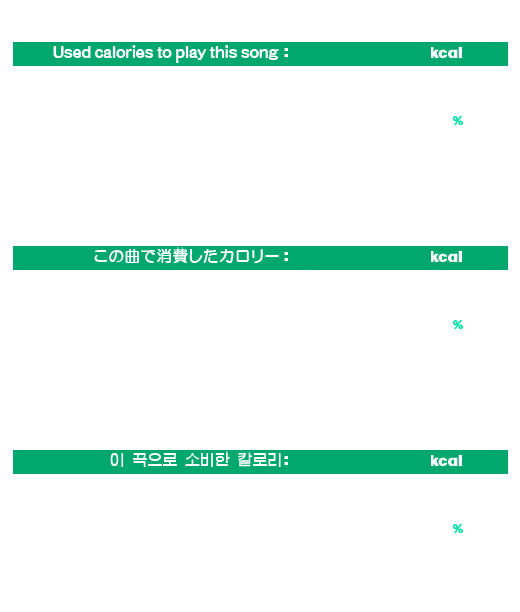 Used calories to play this song : kcal
%
この曲で消費したカロリー : kcal
%
이 곡으로 소비한 칼로리: kcal
%